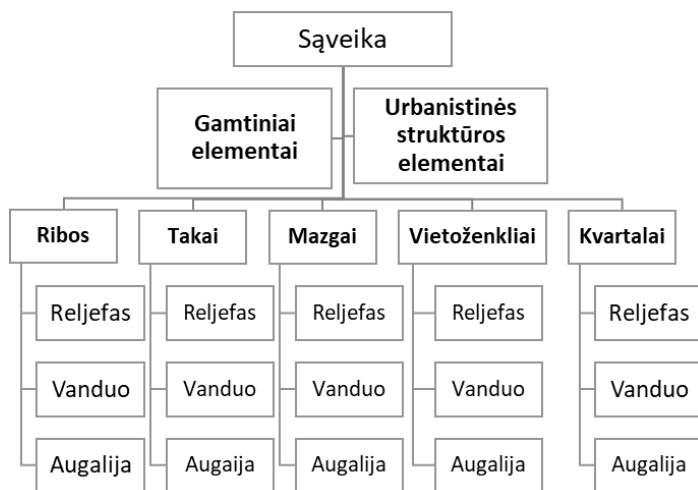 Sąveika
Gamtiniai
elementai
Urbanistinės
struktūros
elementai
Ribos
Takai
Mazgai
Vietoženkliai
Kvartalai
Reljefas
Reljefas
Reljefas
Reljefas
Reljefas
Vanduo
Vanduo
Vanduo
Vanduo
Vanduo
Augalija
Augaija
Augalija
Augalija
Augalija